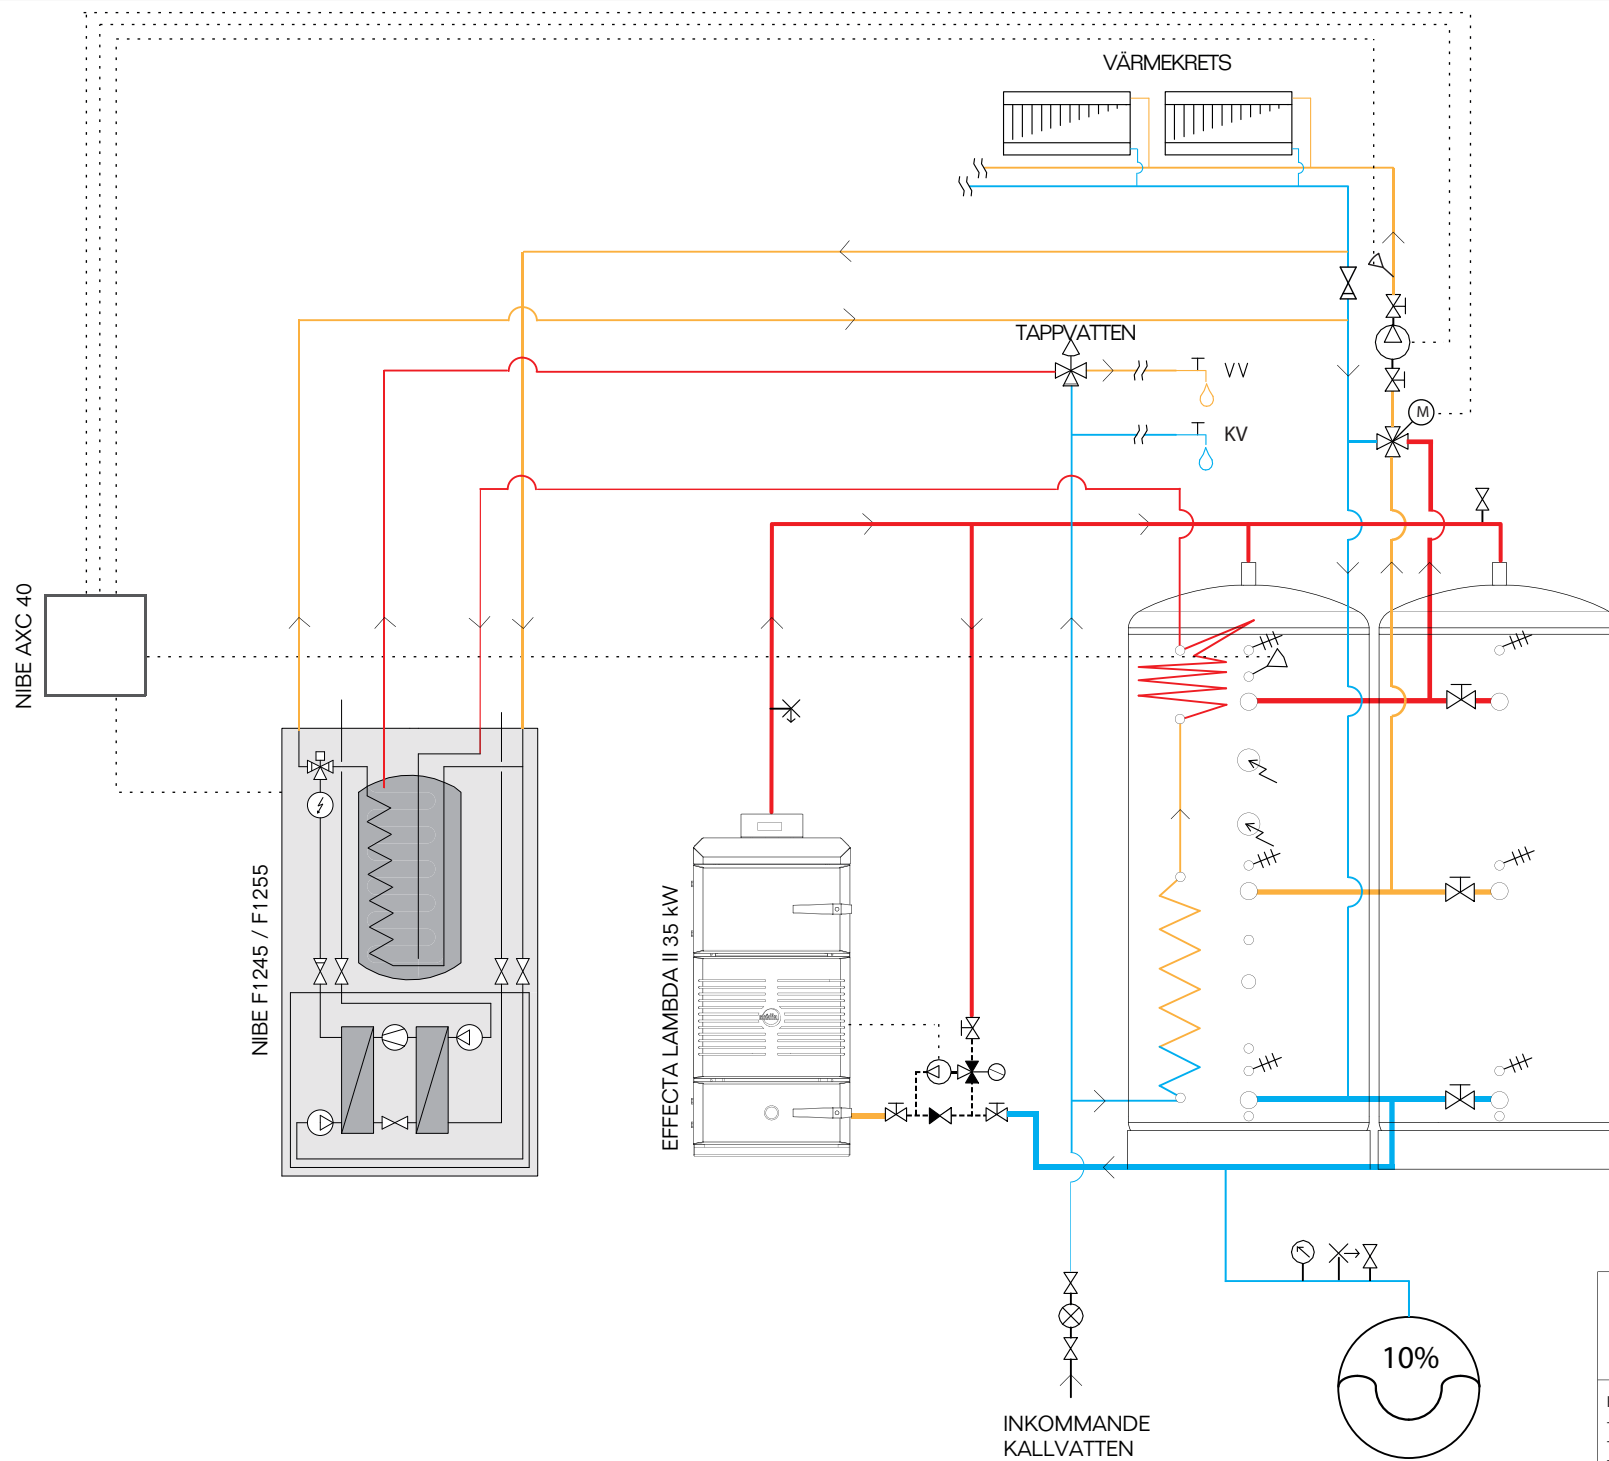 VÄRMEKRETS
TAPPVATTEN
VV
KV
M
NIBE AXC 40
NIBE F1245 / F1255
EFFECTA LAMBDA II 35 kW
10%
INKOMMANDE
KALLVATTEN